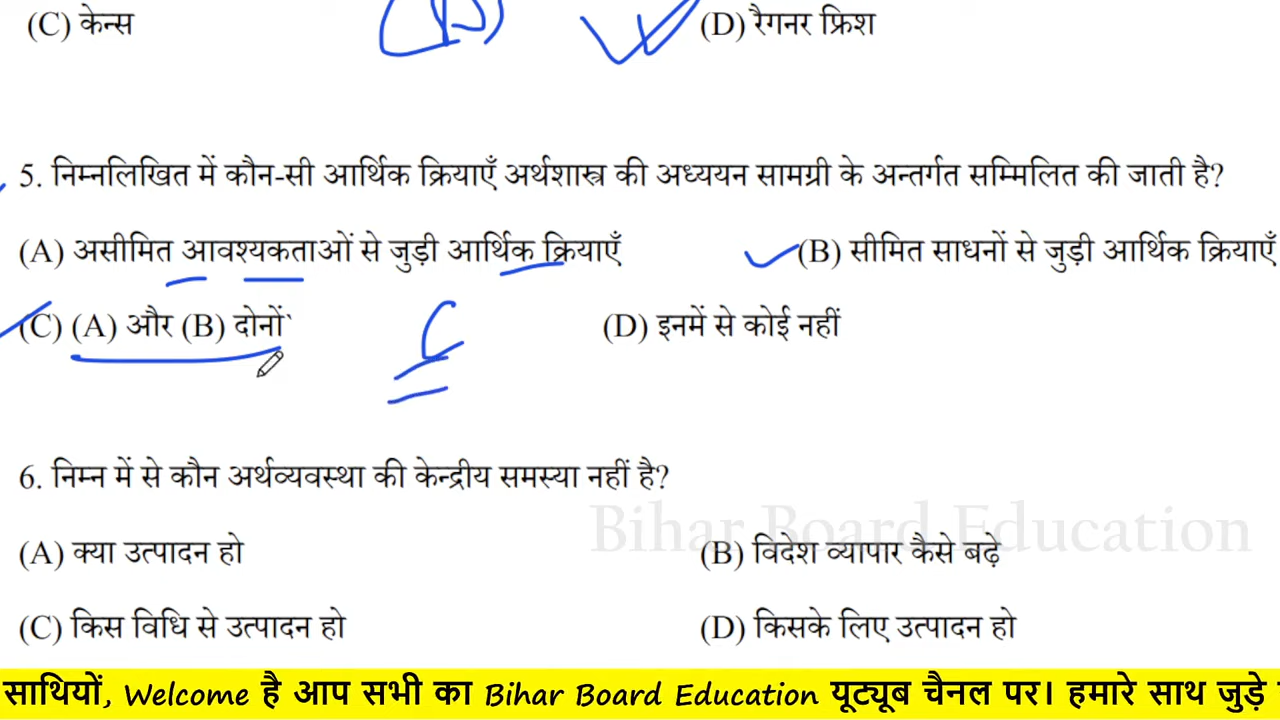 (C) केन्स (D) (D) रैगनर फ्रिश
5. निम्नलिखित में कौन-सी आर्थिक क्रियाएँ अर्थशास्त्र की अध्ययन सामग्री के अन्तर्गत सम्मिलित की जाती है?
(A) असीमित आवश्यकताओं से जुड़ी आर्थिक क्रियाएँ (B) सीमित साधनों से जुड़ी आर्थिक क्रियाएँ
(C) (A) और (B) दोनों` C (D) इनमें से कोई नहीं
6. निम्न में से कौन अर्थव्यवस्था की केन्द्रीय समस्या नहीं है?
Bihar Board Education
(A) क्या उत्पादन हो (B) विदेश व्यापार कैसे बढ़े
(C) किस विधि से उत्पादन हो (D) किसके लिए उत्पादन हो
साथियों, Welcome है आप सभी का Bihar Board Education यूट्यूब चैनल पर। हमारे साथ जुड़े